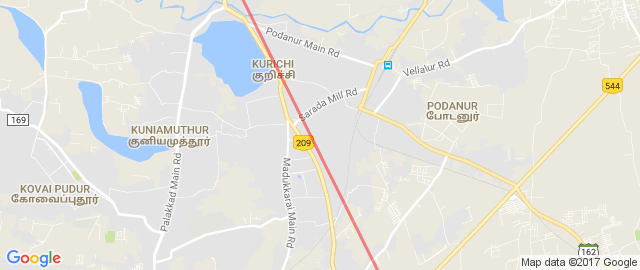 Podanur Main Rd
KURICHI
குறிச்சி
Vellalur Rd
544
Sarada Mill Rd
PODANUR
போடனூர்
169
KUNIAMUTHUR
குனியமுத்தூர்
209
Palakkad Main Rd
Madukkarai Main Rd
KOVAI PUDUR
கோவைப்புதூர்
162
Google
Map data ©2017 Google